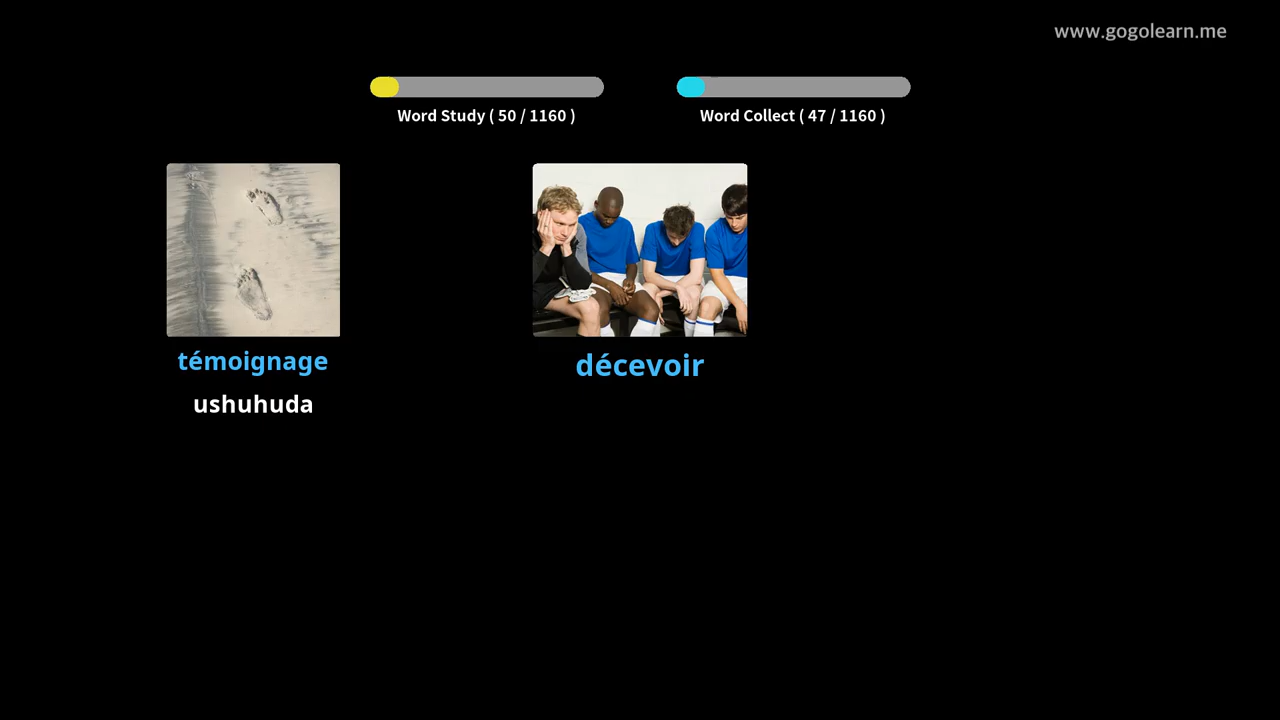 www.gogolearn.me
Word Study ( 50 / 1160 )
Word Collect ( 47 / 1160 )
témoignage
ushuhuda
décevoir